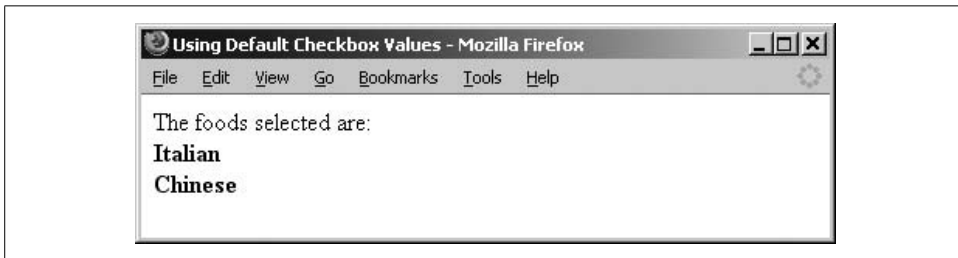 Using Default Checkbox Values - Mozilla Firefox
File Edit View Go Bookmarks Tools Help
The foods selected are:
Italian
Chinese